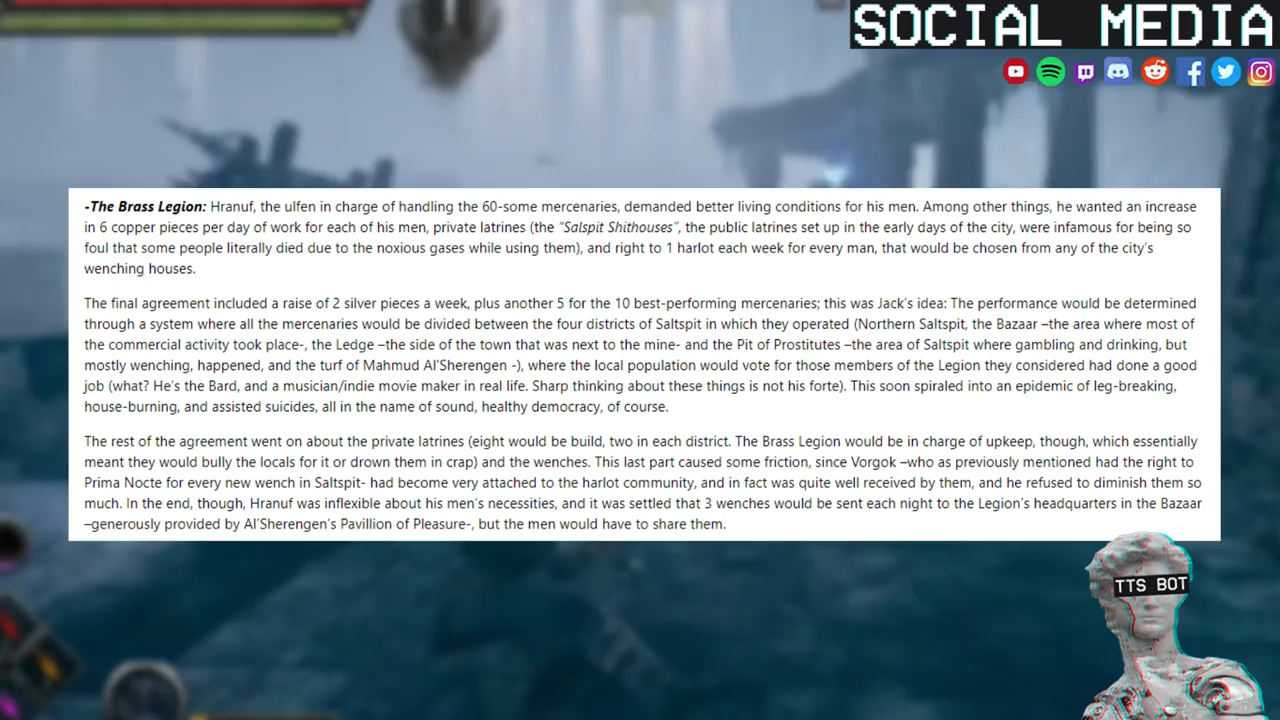 SOCIAL MEDIA
-The Brass Legion: Hranuf, the ulfen in charge of handling the 60-some mercenaries, demanded better living conditions for his men. Among other things, he wanted an increase
in 6 copper pieces per day of work for each of his men, private latrines (the “Salspit Shithouses”, the public latrines set up in the early days of the city, were infamous for being so
foul that some people literally died due to the noxious gases while using them), and right to 1 harlot each week for every man, that would be chosen from any of the city’s
wenching houses.
The final agreement included a raise of 2 silver pieces a week, plus another 5 for the 10 best-performing mercenaries; this was Jack’s idea: The performance would be determined
through a system where all the mercenaries would be divided between the four districts of Saltspit in which they operated (Northern Saltspit, the Bazaar –the area where most of
the commercial activity took place-, the Ledge –the side of the town that was next to the mine- and the Pit of Prostitutes –the area of Saltspit where gambling and drinking, but
mostly wenching, happened, and the turf of Mahmud Al'Sherengen -), where the local population would vote for those members of the Legion they considered had done a good
job (what? He’s the Bard, and a musician/indie movie maker in real life. Sharp thinking about these things is not his forte). This soon spiraled into an epidemic of leg-breaking,
house-burning, and assisted suicides, all in the name of sound, healthy democracy, of course.
The rest of the agreement went on about the private latrines (eight would be build, two in each district. The Brass Legion would be in charge of upkeep, though, which essentially
meant they would bully the locals for it or drown them in crap) and the wenches. This last part caused some friction, since Vorgok –who as previously mentioned had the right to
Prima Nocte for every new wench in Saltspit- had become very attached to the harlot community, and in fact was quite well received by them, and he refused to diminish them so
much. In the end, though, Hranuf was inflexible about his men’s necessities, and it was settled that 3 wenches would be sent each night to the Legion’s headquarters in the Bazaar
–generously provided by Al’Sherengen’s Pavillion of Pleasure-, but the men would have to share them.
TTS BOT